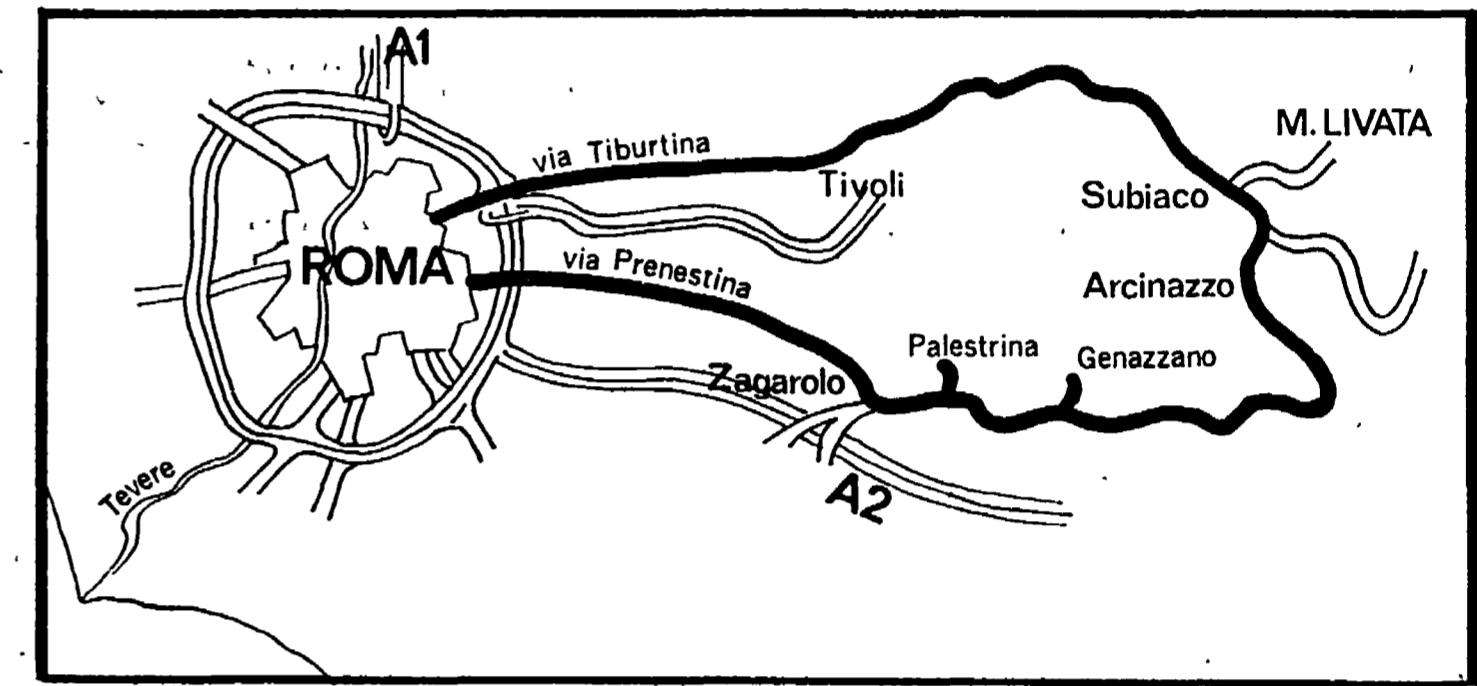 A1
M. LIVATA
via Tiburtina
Tivoli
Subiaco
ROMA
via Prenestina
Arcinazzo
Palestrina
Genazzano
Zagarolo
Tevere
A2